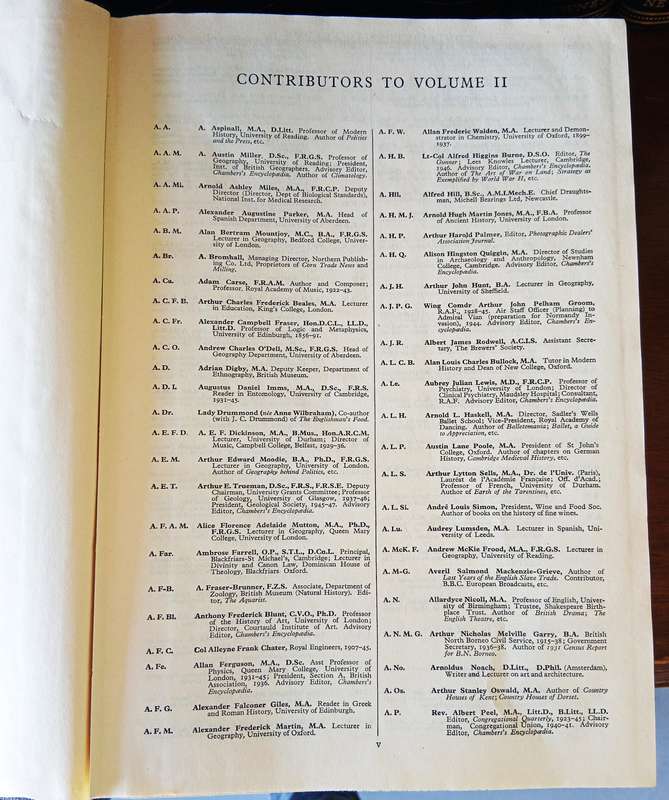 CONTRIBUTORS TO VOLUME II
A. A. A. Aspinall, M.A., D.Litt. Professor of Modern
History, University of Reading. Author of Politics
and the Press, etc.
A. A. M. A. Austin Miller, D.Sc., F.R.G.S. Professor of
Geography, University of Reading; President,
Inst. of British Geographers. Advisory Editor,
Chambers's Encyclopædia. Author of Climatology.
A. A. Mi. Arnold Ashley Miles, M.A., F.R.C.P. Deputy
Director (Director, Dept of Biological Standards),
National Inst. for Medical Research.
A. A. P. Alexander Augustine Parker, M.A. Head of
Spanish Department, University of Aberdeen.
A. B. M. Alan Bertram Mountjoy, M.C., B.A., F.R.G.S.
Lecturer in Geography, Bedford College, Univer-
sity of London.
A. Br. A. Bromhall, Managing Director, Northern Publish-
ing Co. Ltd, Proprietors of Corn Trade News and
Milling.
A. Ca. Adam Carse, F.R.A.M. Author and Composer;
Professor, Royal Academy of Music, 1922-43.
A. C. F. B. Arthur Charles Frederick Beales, M.A. Lecturer
in Education, King's College, London.
A. C. Fr. Alexander Campbell Fraser, Hon.D.C.L., LL.D.,
Litt.D. Professor of Logic and Metaphysics,
University of Edinburgh, 1856-91.
A. C. O. Andrew Charles O'Dell, M.Sc., F.R.G.S. Head of
Geography Department, University of Aberdeen.
A. D. Adrian Digby, M.A. Deputy Keeper, Department of
Ethnography, British Museum.
A. D. I. Augustus Daniel Imms, M.A., D.Sc., F.R.S.
Reader in Entomology, University of Cambridge,
1931-45.
A. Dr. Lady Drummond (née Anne Wilbraham), Co-author
(with J. C. Drummond) of The Englishman's Food.
A. E. F. D. A. E. F. Dickinson, M.A., B.Mus., Hon.A.R.C.M.
Lecturer, University of Durham; Director of
Music, Campbell College, Belfast, 1929-36.
A. E. M. Arthur Edward Moodie, B.A., Ph.D., F.R.G.S.
Lecturer in Geography, University of London.
Author of Geography behind Politics, etc.
A. E. T. Arthur E. Trueman, D.Sc., F.R.S., F.R.S.E. Deputy
Chairman, University Grants Committee; Professor
of Geology, University of Glasgow, 1937-46;
President, Geological Society, 1945-47. Advisory
Editor, Chambers's Encyclopædia.
A. F. A. M. Alice Florence Adelaide Mutton, M.A., Ph.D.,
F.R.G.S. Lecturer in Geography, Queen Mary
College, University of London.
A. Far. Ambrose Farrell, O.P., S.T.L., D.Cn.L. Principal,
Blackfriars-St Michael's, Cambridge; Lecturer in
Divinity and Canon Law, Dominican House of
Theology, Blackfriars Oxford.
A. F-B. A. Fraser-Brunner, F.Z.S. Associate, Department of
Zoology, British Museum (Natural History). Edi-
tor, The Aquarist.
A. F. Bl. Anthony Frederick Blunt, C.V.O., Ph.D. Professor
of the History of Art, University of London;
Director, Courtauld Institute of Art. Advisory
Editor, Chambers's Encyclopædia.
A. F. C. Col Alleyne Frank Chater, Royal Engineers, 1907-45.
A. Fe. Allan Ferguson, M.A., D.Sc. Asst Professor of
Physics, Queen Mary College, University of
London, 1931-45; President, Section A, British
Association, 1936. Advisory Editor, Chambers's
Encyclopædia.
A. F. G. Alexander Falconer Giles, M.A. Reader in Greek
and Roman History, University of Edinburgh.
A. F. M. Alexander Frederick Martin, M.A. Lecturer in
Geography, University of Oxford.
A. F. W. Allan Frederic Walden, M.A. Lecturer and Demon-
strator in Chemistry, University of Oxford, 1899-
1937.
A. H. B. Lt-Col Alfred Higgins Burne, D.S.O. Editor, The
Gunner; Lees Knowles Lecturer, Cambridge,
1946. Advisory Editor, Chambers's Encyclopædia.
Author of The Art of War on Land; Strategy as
Exemplified by World War II, etc.
A. Hil. Alfred Hill, B.Sc., A.M.I.Mech.E. Chief Draughts-
man, Michell Bearings Ltd, Newcastle.
A. H. M. J. Arnold Hugh Martin Jones, M.A., F.B.A. Professor
of Ancient History, University of London.
A. H. P. Arthur Harold Palmer, Editor, Photographic Dealers'
Association Journal.
A. H. Q. Alison Hingston Quiggin, M.A. Director of Studies
in Archaeology and Anthropology, Newnham
College, Cambridge. Advisory Editor, Chambers's
Encyclopædia.
A. J. H. Arthur John Hunt, B.A. Lecturer in Geography,
University of Sheffield.
A. J. P. G. Wing Comdr Arthur John Pelham Groom,
R.A.F., 1928-45. Air Staff Officer (Planning) to
Admiral Vian (preparation for Normandy In-
vasion), 1944. Advisory Editor, Chambers's En-
cyclopædia.
A. J. R. Albert James Rodwell, A.C.I.S. Assistant Secre-
tary, The Brewers' Society.
A. L. C. B. Alan Louis Charles Bullock, M.A. Tutor in Modern
History and Dean of New College, Oxford.
A. Le. Aubrey Julian Lewis, M.D., F.R.C.P. Professor of
Psychiatry, University of London; Director of
Clinical Psychiatry, Maudsley Hospital; Consultant,
R.A.F. Advisory Editor, Chambers's Encyclopædia.
A. L. H. Arnold L. Haskell, M.A. Director, Sadler's Wells
Ballet School; Vice-President, Royal Academy of
Dancing. Author of Balletomania; Ballet, a Guide
to Appreciation, etc.
A. L. P. Austin Lane Poole, M.A. President of St John's
College, Oxford. Author of chapters on German
History, Cambridge Medieval History, etc.
A. L. S. Arthur Lytton Sells, M.A., Dr. de l'Univ. (Paris),
Lauréat de l'Académie Française; Off. d'Acad.;
Professor of French, University of Durham.
Author of Earth of the Tarentines, etc.
A. L. Si. André Louis Simon, President, Wine and Food Soc.
Author of books on the history of fine wines.
A. Lu. Audrey Lumsden, M.A. Lecturer in Spanish, Uni-
versity of Leeds.
A. McK. F. Andrew McKie Frood, M.A., F.R.G.S. Lecturer in
Geography, University of Reading.
A. M-G. Averil Smalland Mackenzie-Grieve, Author of
Last Years of the English Slave Trade. Contributor,
B.B.C. European Broadcasts, etc.
A. N. Allardyce Nicoll, M.A. Professor of English, Univer-
sity of Birmingham; Trustee, Shakespeare Birth-
place Trust. Author of British Drama; The
English Theatre, etc.
A. N. M. G. Arthur Nicholas Melville Garry, B.A. British
North Borneo Civil Service, 1915-38; Government
Secretary, 1936-38. Author of 1931 Census Report
for B.N. Borneo.
A. No. Arnoldus Noach, D.Litt., D.Phil. (Amsterdam),
Writer and Lecturer on art and architecture.
A. Os. Arthur Stanley Oswald, M.A. Author of Country
Houses of Kent; Country Houses of Dorset.
A. P. Rev. Albert Peel, M.A., Litt.D., B.Litt., LL.D.
Editor, Congregational Quarterly, 1923-45; Chair-
man, Congregational Union, 1940-41. Advisory
Editor, Chambers's Encyclopædia.
v